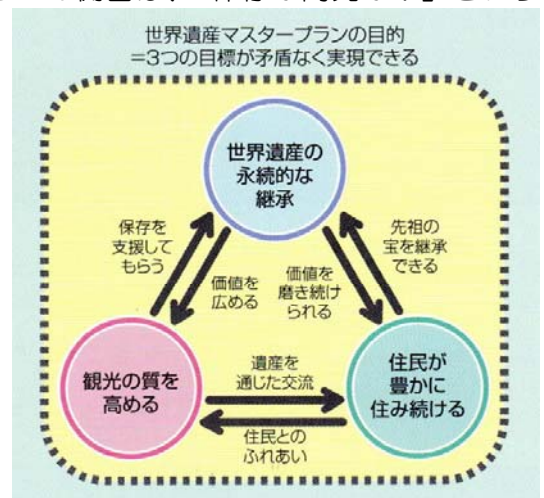 世界遺産マスタープランの目的
=3つの目標が矛盾なく実現できる
世界遺産の
永続的な
継承
保存を
支援して
もらう
価値を
広める
価値を
磨き続け
られる
先祖の
宝を継承
できる
観光の質を
高める
遺産を
通じた交流
住民との
ふれあい
住民が
豊かに
住み続ける